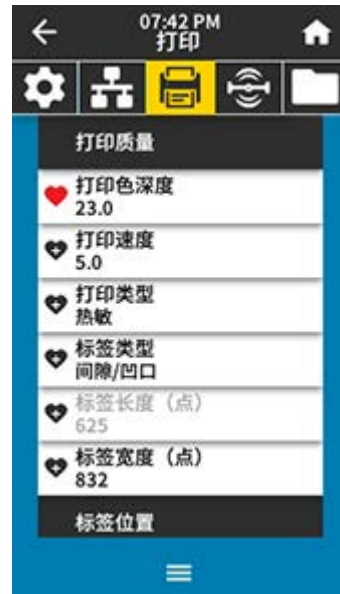 07:42 PM
打印
打印质量
打印色深度
23.0
打印速度
5.0
打印类型
热敏
标签类型
间隙/凹口
标签长度（点）
625
标签宽度（点）
832
标签位置